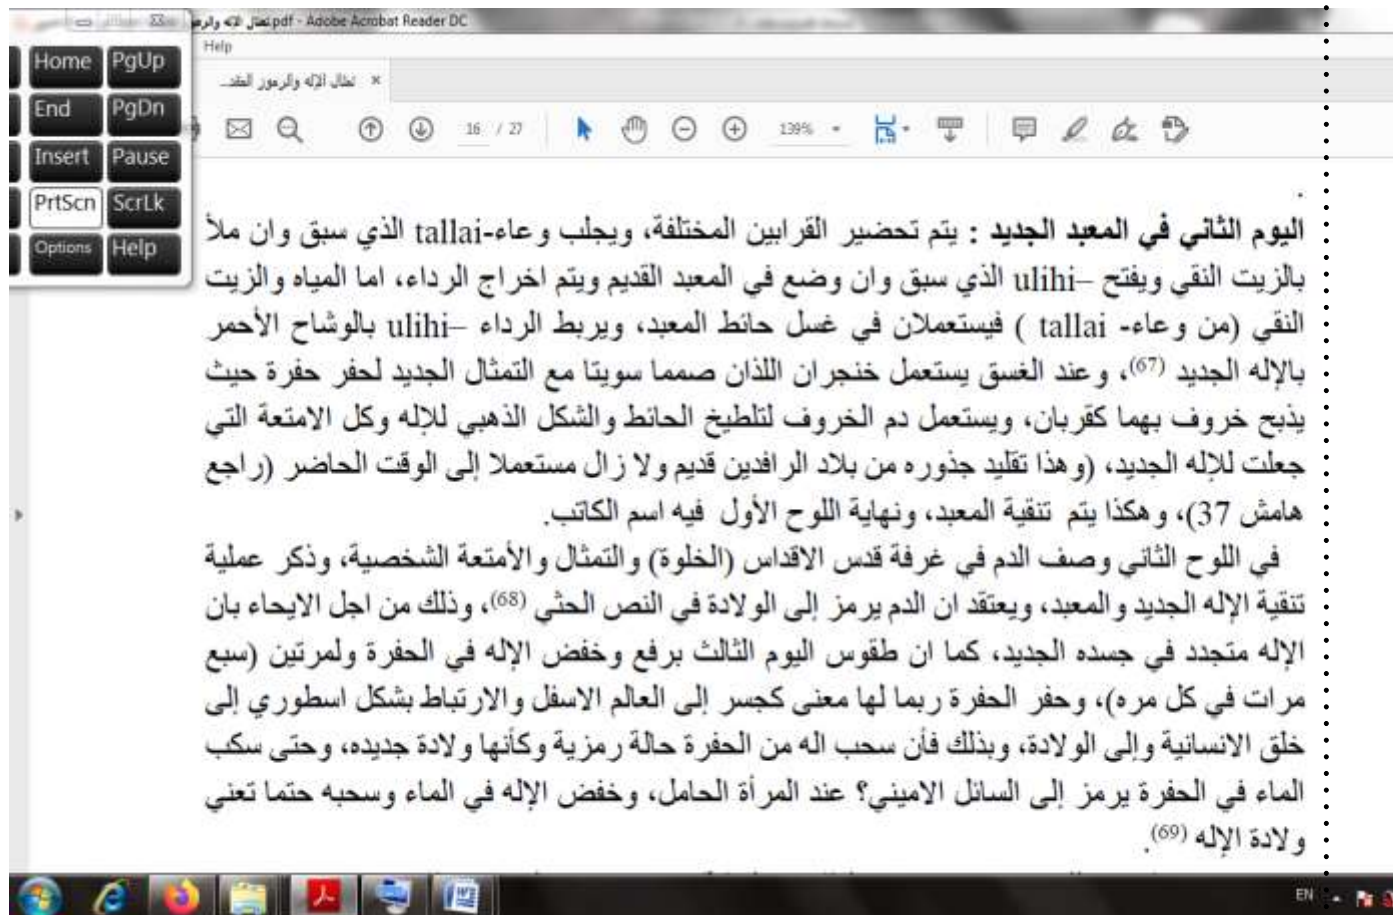 pdf - Adobe Acrobat Reader DC.
Help
Home PgUp
End PgDn
Insert Pause
PrtScn ScrLk
Options Help
تمثال الإله والرموز المقد...
16 / 27
139%
.
اليوم الثاني في المعبد الجديد : يتم تحضير القرابين المختلفة، ويجلب وعاء-tallai الذي سبق وان ملأ
بالزيت النقي ويفتح –ulihi الذي سبق وان وضع في المعبد القديم ويتم اخراج الرداء، اما المياه والزيت
النقي (من وعاء- tallai ) فيستعملان في غسل حائط المعبد، ويربط الرداء –ulihi بالوشاح الأحمر
بالإله الجديد (67)، وعند الغسق يستعمل خنجران اللذان صمما سويتا مع التمثال الجديد لحفر حفرة حيث
يذبح خروف بهما كقربان، ويستعمل دم الخروف لتلطيخ الحائط والشكل الذهبي للاله وكل الامتعة التي
جعلت للاله الجديد، (وهذا تقليد جذوره من بلاد الرافدين قديم ولا زال مستعملا إلى الوقت الحاضر (راجع
هامش 37)، وهكذا يتم تنقية المعبد، ونهاية اللوح الأول فيه اسم الكاتب.
في اللوح الثاني وصف الدم في غرفة قدس الاقداس (الخلوة) والتمثال والأمتعة الشخصية، وذكر عملية
تنقية الإله الجديد والمعبد، ويعتقد ان الدم يرمز إلى الولادة في النص الحثي (68)، وذلك من اجل الايحاء بان
الإله متجدد في جسده الجديد، كما ان طقوس اليوم الثالث برفع وخفض الإله في الحفرة ولمرتين (سبع
مرات في كل مره)، وحفر الحفرة ربما لها معنى كجسر إلى العالم الاسفل والارتباط بشكل اسطوري إلى
خلق الانسانية وإلى الولادة، وبذلك فأن سحب اله من الحفرة حالة رمزية وكأنها ولادة جديده، وحتى سكب
الماء في الحفرة يرمز إلى السائل الاميني؟ عند المرأة الحامل، وخفض الإله في الماء وسحبه حتما تعني
ولادة الإله (69).
EN